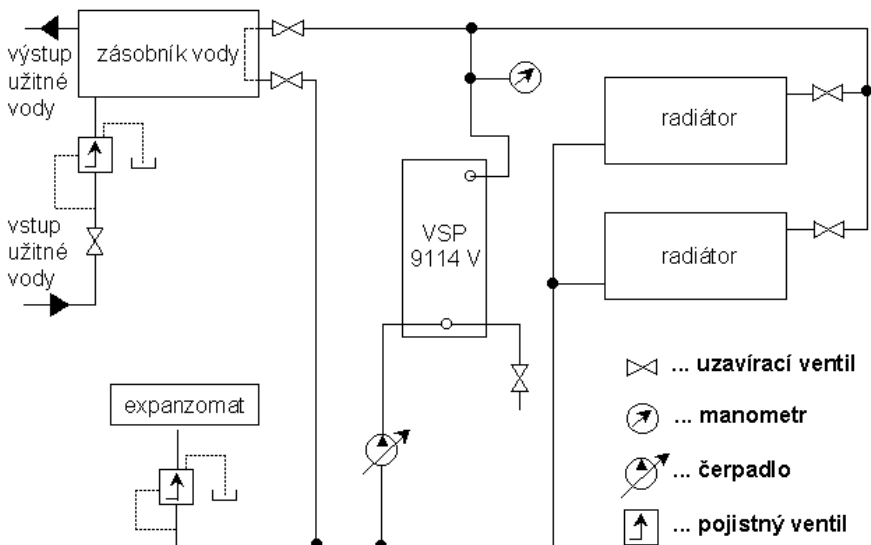 zásobník vody
výstup
užitné
vody
radiátor
VSP
9114 V
vstup
užitné
vody
radiátor
expanzomat
... uzavírací ventil
... manometr
... čerpadlo
... pojistný ventil